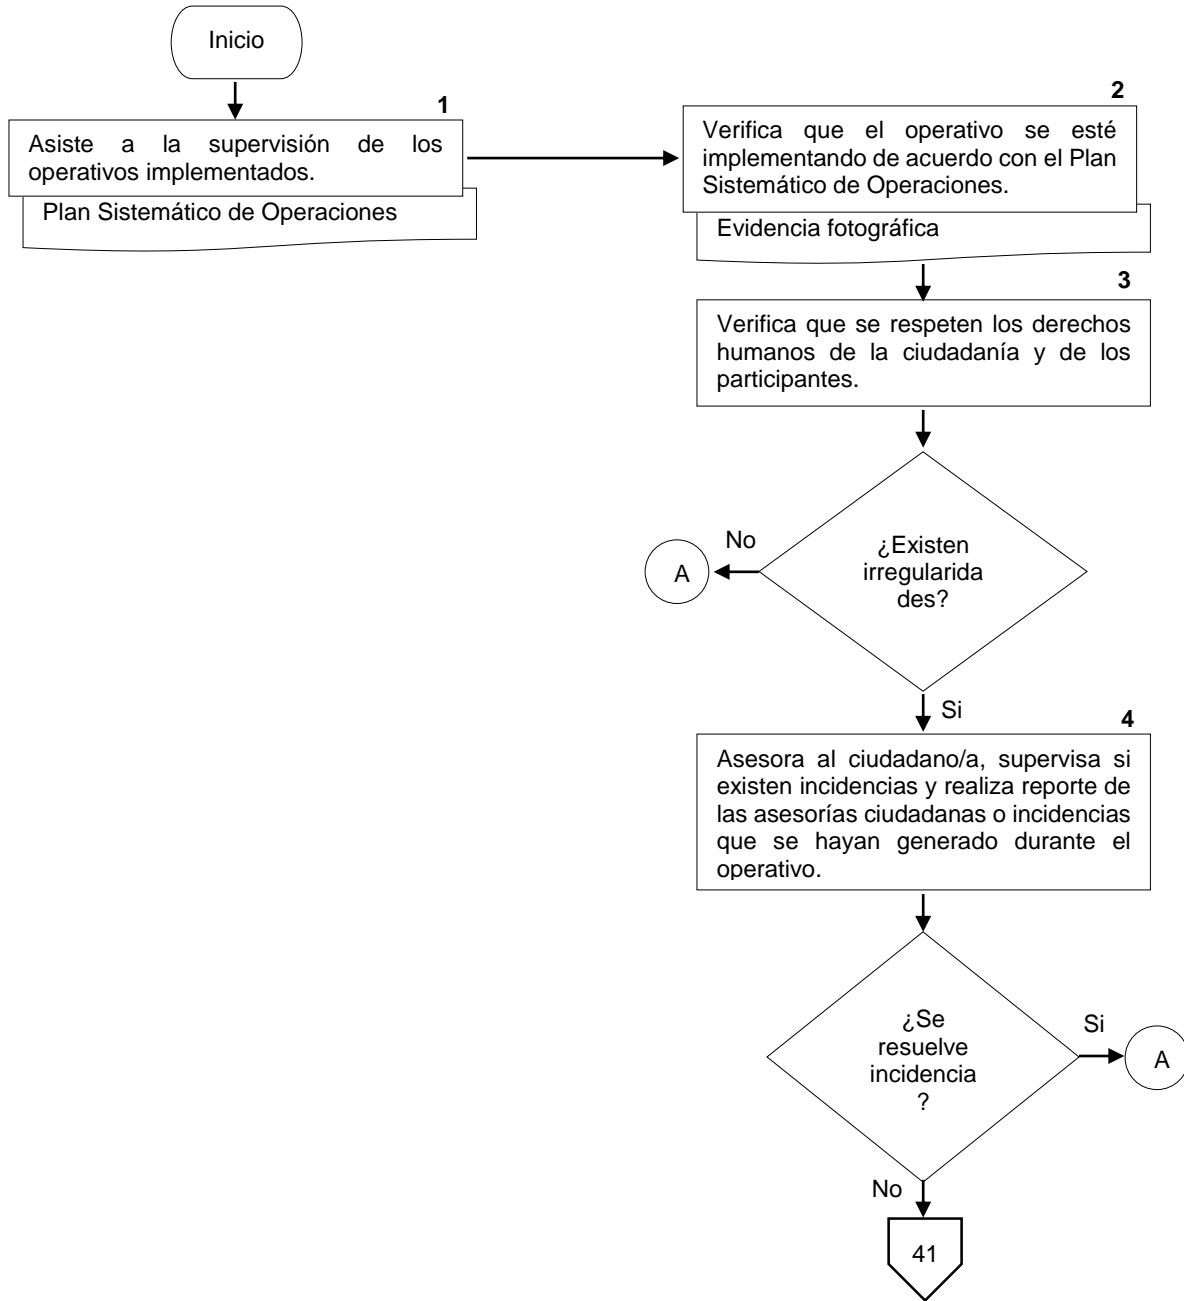 Inicio
1
Asiste a la supervisión de los
operativos implementados.
Plan Sistemático de Operaciones
2
Verifica que el operativo se esté
implementando de acuerdo con el Plan
Sistemático de Operaciones.
Evidencia fotográfica
3
Verifica que se respeten los derechos
humanos de la ciudadanía y de los
participantes.
¿Existen
irregularida
des?
No
A
Si
4
Asesora al ciudadano/a, supervisa si
existen incidencias y realiza reporte de
las asesorías ciudadanas o incidencias
que se hayan generado durante el
operativo.
¿Se
resuelve
incidencia
?
Si
A
No
41